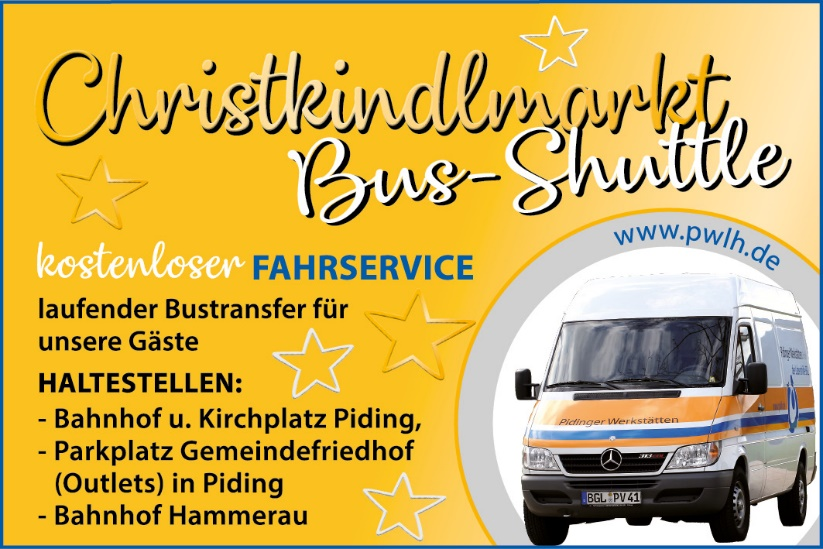 Christkindlmarkt
Bus-Shuttle
www.pwlh.de
kostenloser FAHRSERVICE
laufender Bustransfer für
unsere Gäste
HALTESTELLEN:
- Bahnhof u. Kirchplatz Piding,
- Parkplatz Gemeindefriedhof
(Outlets) in Piding
- Bahnhof Hammerau
Pidinger Werkstätten
BGL PV 41